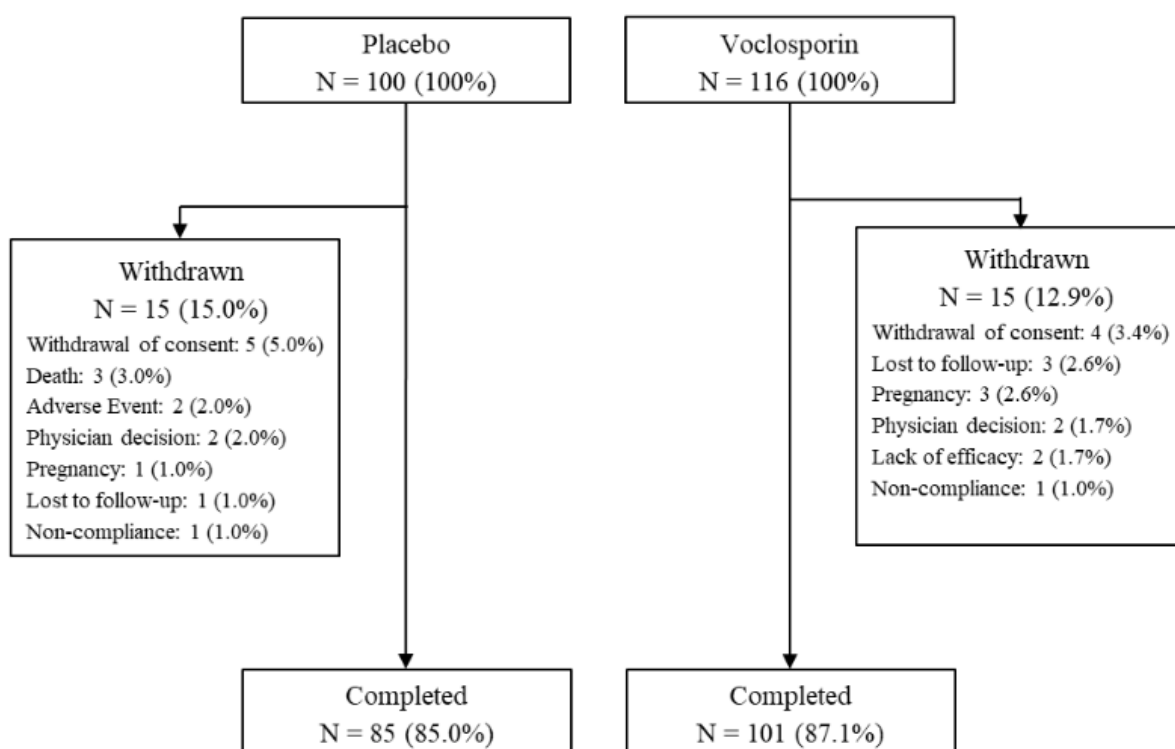 Placebo
N = 100 (100%)
Voclosporin
N = 116 (100%)
Withdrawn
N = 15 (15.0%)
Withdrawal of consent: 5 (5.0%)
Death: 3 (3.0%)
Adverse Event: 2 (2.0%)
Physician decision: 2 (2.0%)
Pregnancy: 1 (1.0%)
Lost to follow-up: 1 (1.0%)
Non-compliance: 1 (1.0%)
Withdrawn
N = 15 (12.9%)
Withdrawal of consent: 4 (3.4%)
Lost to follow-up: 3 (2.6%)
Pregnancy: 3 (2.6%)
Physician decision: 2 (1.7%)
Lack of efficacy: 2 (1.7%)
Non-compliance: 1 (1.0%)
Completed
N = 85 (85.0%)
Completed
N = 101 (87.1%)